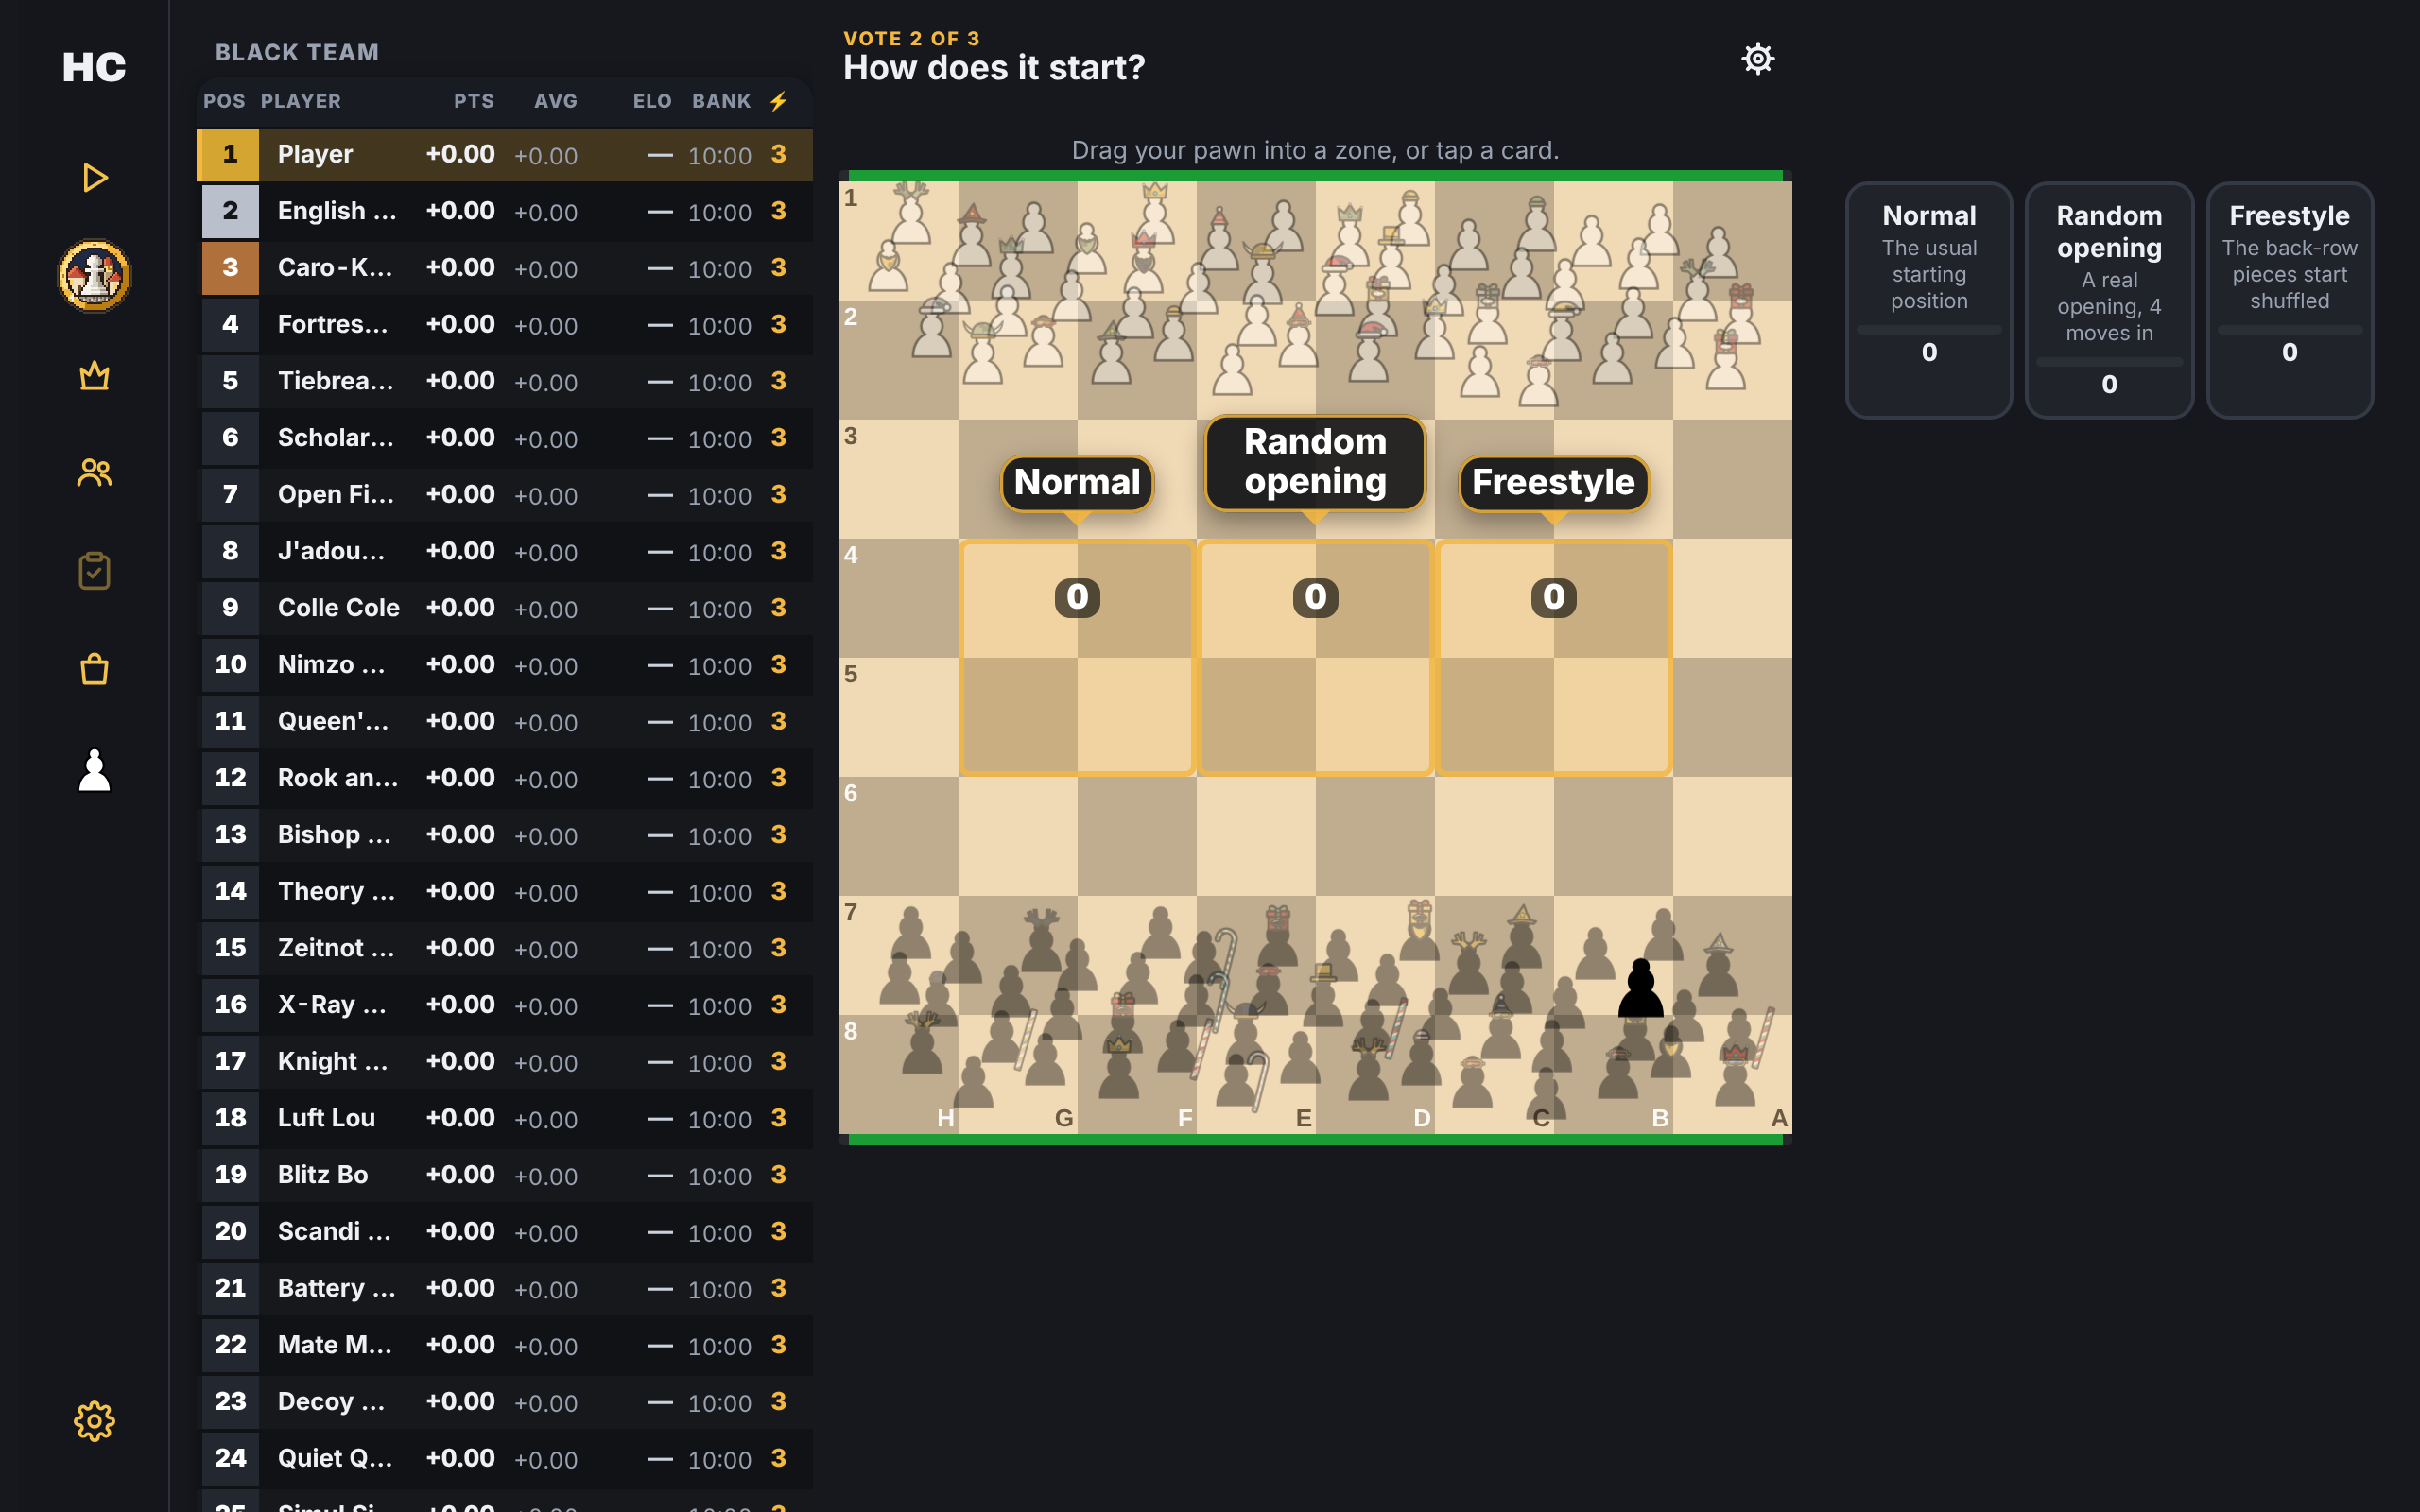 HC
BLACK TEAM
POS PLAYER PTS AVG ELO BANK ⚡
1 Player +0.00 +0.00 — 10:00 3
2 English ... +0.00 +0.00 — 10:00 3
3 Caro-K... +0.00 +0.00 — 10:00 3
4 Fortres... +0.00 +0.00 — 10:00 3
5 Tiebrea... +0.00 +0.00 — 10:00 3
6 Scholar... +0.00 +0.00 — 10:00 3
7 Open Fi... +0.00 +0.00 — 10:00 3
8 J'adou... +0.00 +0.00 — 10:00 3
9 Colle Cole +0.00 +0.00 — 10:00 3
10 Nimzo ... +0.00 +0.00 — 10:00 3
11 Queen'... +0.00 +0.00 — 10:00 3
12 Rook an... +0.00 +0.00 — 10:00 3
13 Bishop ... +0.00 +0.00 — 10:00 3
14 Theory ... +0.00 +0.00 — 10:00 3
15 Zeitnot ... +0.00 +0.00 — 10:00 3
16 X-Ray ... +0.00 +0.00 — 10:00 3
17 Knight ... +0.00 +0.00 — 10:00 3
18 Luft Lou +0.00 +0.00 — 10:00 3
19 Blitz Bo +0.00 +0.00 — 10:00 3
20 Scandi ... +0.00 +0.00 — 10:00 3
21 Battery ... +0.00 +0.00 — 10:00 3
22 Mate M... +0.00 +0.00 — 10:00 3
23 Decoy ... +0.00 +0.00 — 10:00 3
24 Quiet Q... +0.00 +0.00 — 10:00 3
VOTE 2 OF 3
How does it start?
Drag your pawn into a zone, or tap a card.
1
2
3
Normal
Random
opening
Freestyle
4
0 0 0
5
6
7
8
H G F E D C B A
Normal
The usual
starting
position
0
Random
opening
A real
opening, 4
moves in
0
Freestyle
The back-row
pieces start
shuffled
0